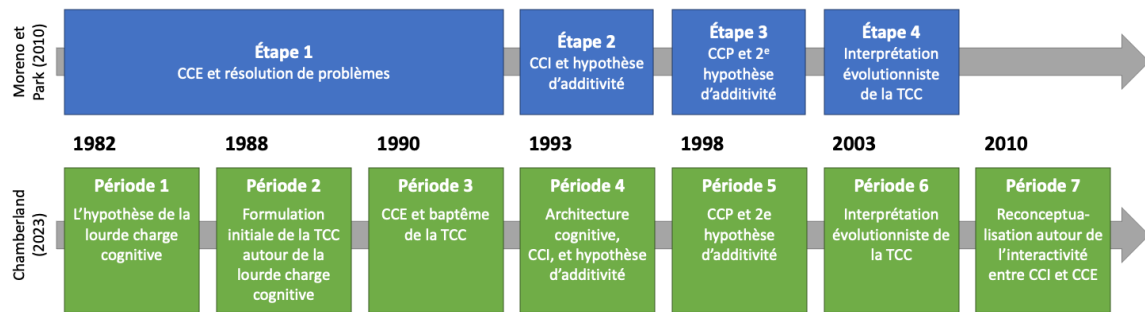 Moreno et
Park (2010)
Étape 1
CCE et résolution de problèmes
Étape 2
CCI et hypothèse
d'additivité
Étape 3
CCP et 2e
hypothèse
d'additivité
Étape 4
Interprétation
évolutionniste
de la TCC
1982
1988
1990
1993
1998
2003
2010
Chamberland
(2023)
Période 1
L'hypothèse de la
lourde charge
cognitive
Période 2
Formulation
initiale de la TCC
autour de la
lourde charge
cognitive
Période 3
CCE et baptême
de la TCC
Période 4
Architecture
cognitive,
CCI, et hypothèse
d'additivité
Période 5
CCP et 2e
hypothèse
d'additivité
Période 6
Interprétation
évolutionniste de
la TCC
Période 7
Reconceptua-
lisation autour de
l'interactivité
entre CCI et CCE